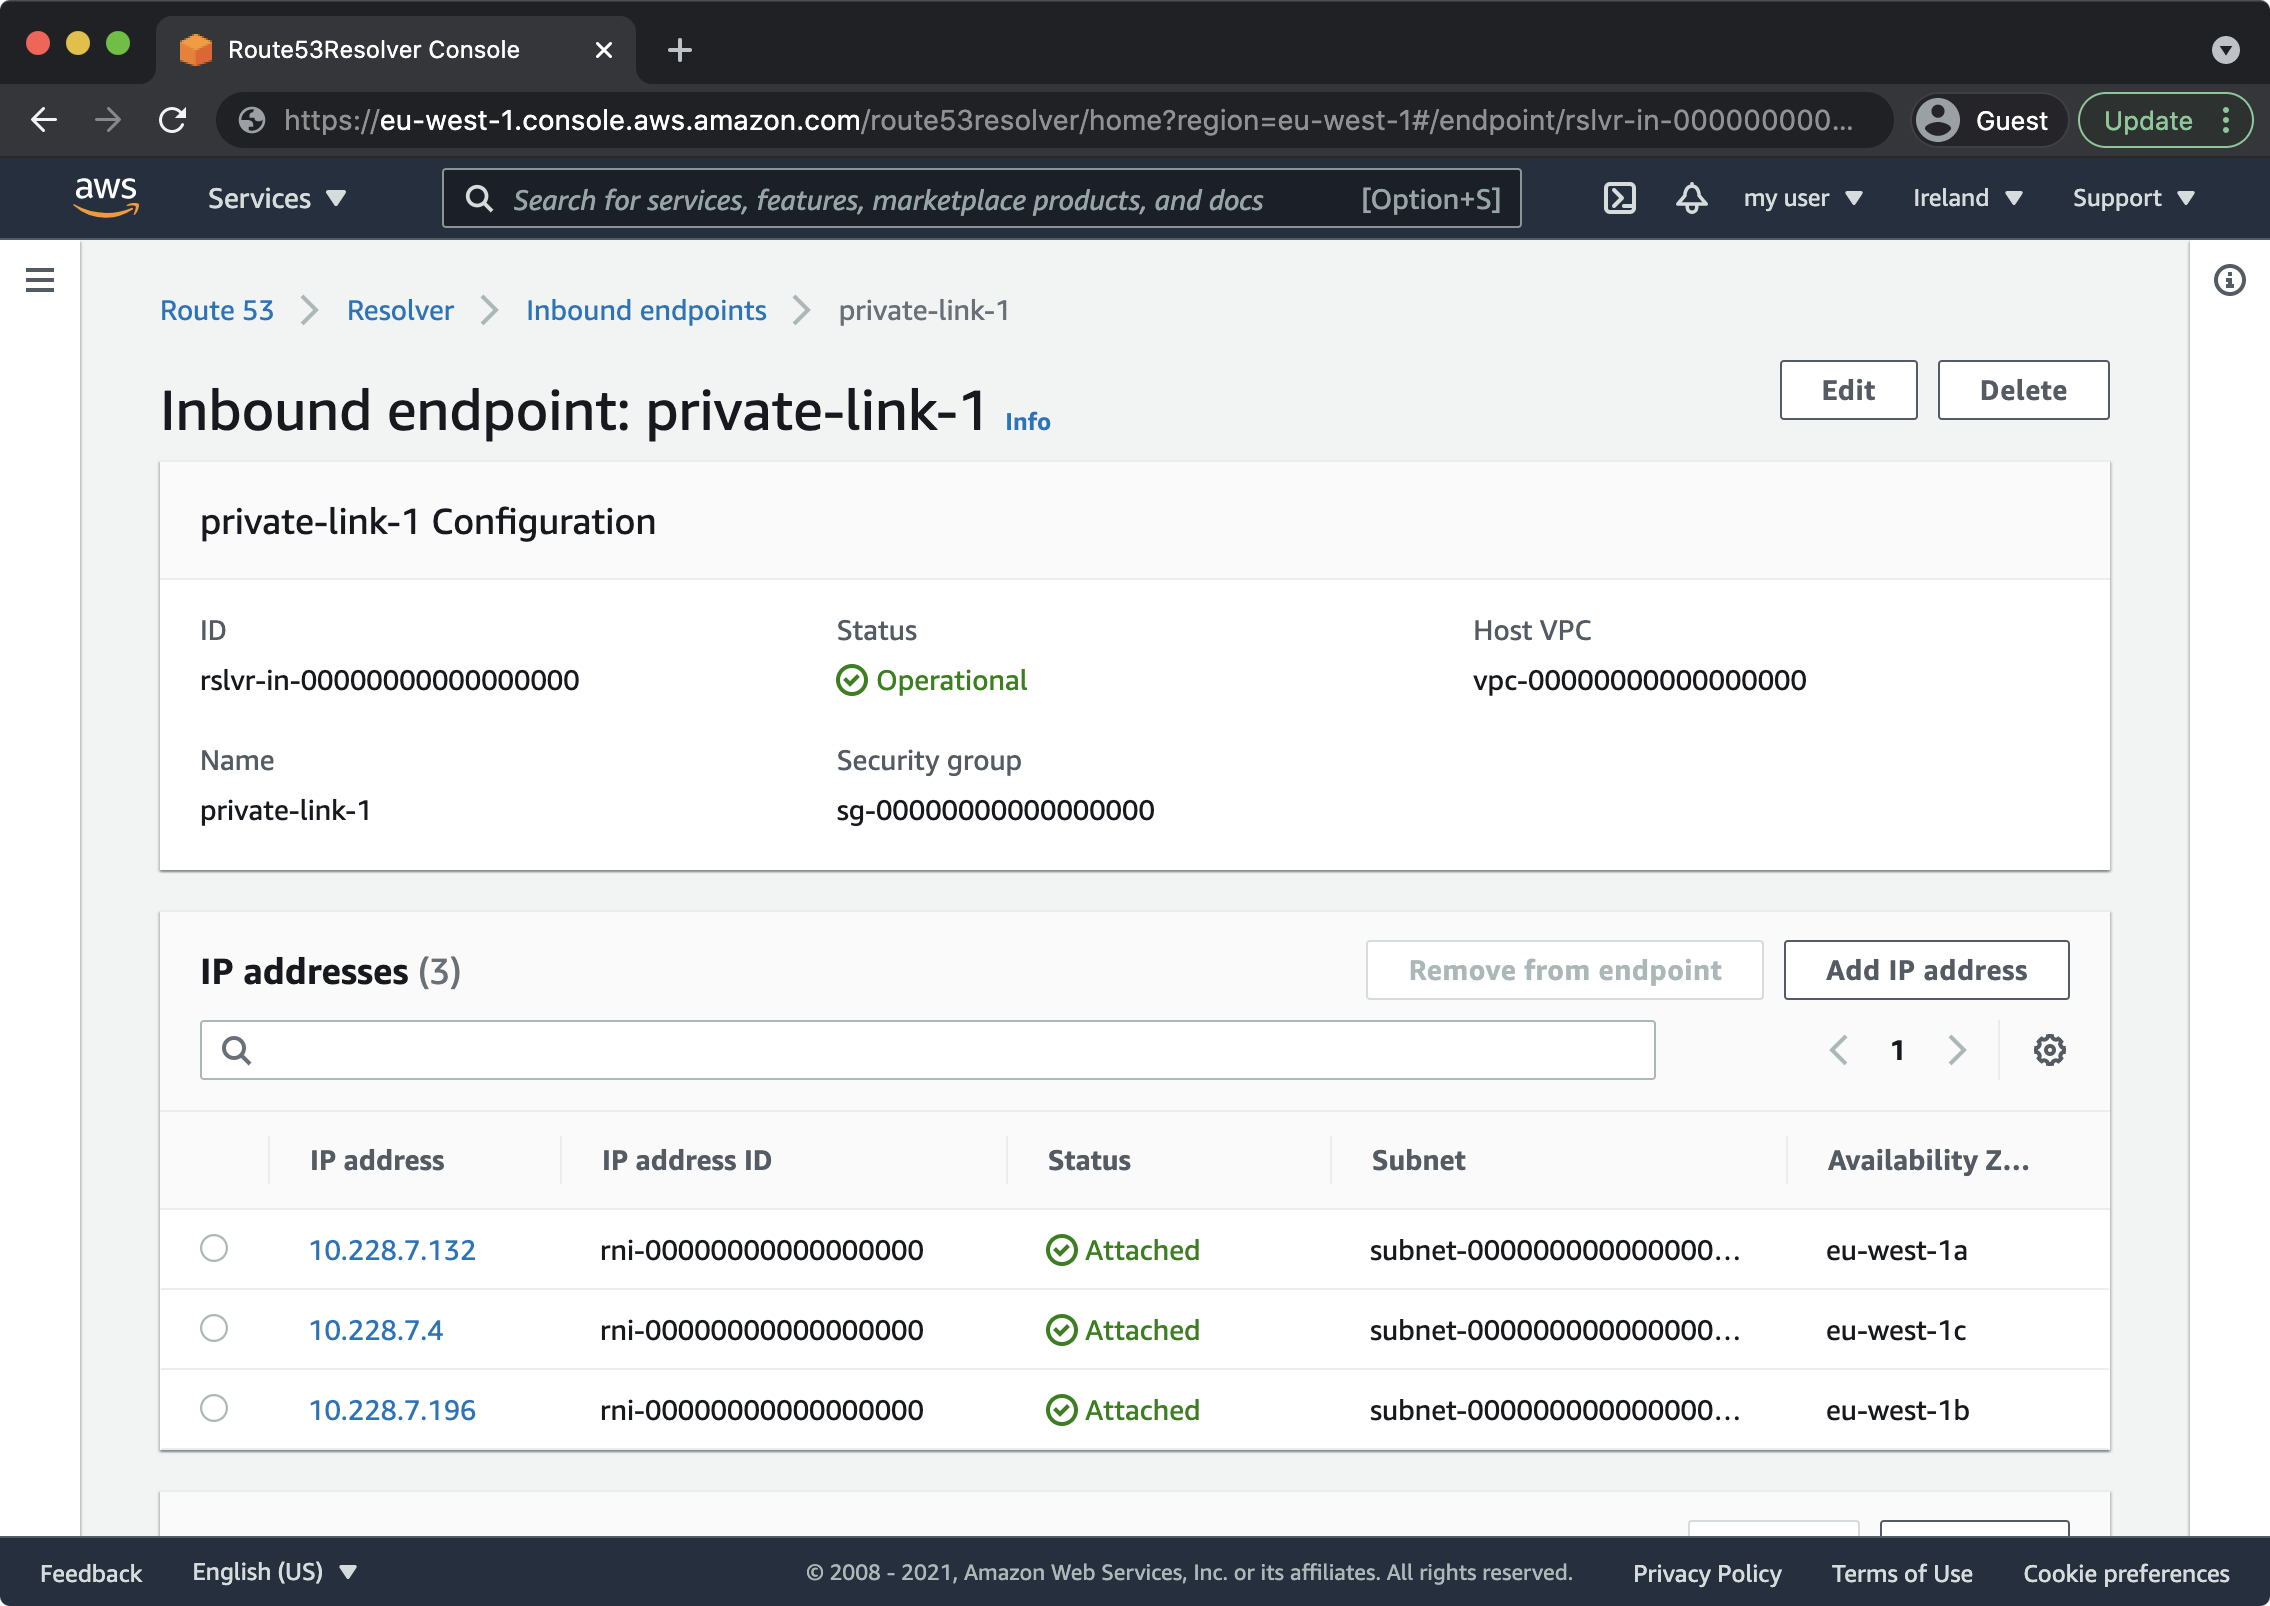 Route53Resolver Console
https://eu-west-1.console.aws.amazon.com/route53resolver/home?region=eu-west-1#/endpoint/rslvr-in-000000000...
Guest
Update
aws
Services
Search for services, features, marketplace products, and docs [Option+S]
my user
Ireland
Support
Route 53 Resolver Inbound endpoints private-link-1
Inbound endpoint: private-link-1 Info
Edit
Delete
private-link-1 Configuration
ID
rslvr-in-00000000000000000
Status
Operational
Host VPC
vpc-00000000000000000
Name
private-link-1
Security group
sg-00000000000000000
IP addresses (3)
Remove from endpoint
Add IP address
1
IP address IP address ID Status Subnet Availability Z...
10.228.7.132 rni-00000000000000000 Attached subnet-000000000000000... eu-west-1a
10.228.7.4 rni-00000000000000000 Attached subnet-000000000000000... eu-west-1c
10.228.7.196 rni-00000000000000000 Attached subnet-000000000000000... eu-west-1b
Feedback
English (US)
© 2008 - 2021, Amazon Web Services, Inc. or its affiliates. All rights reserved.
Privacy Policy
Terms of Use
Cookie preferences